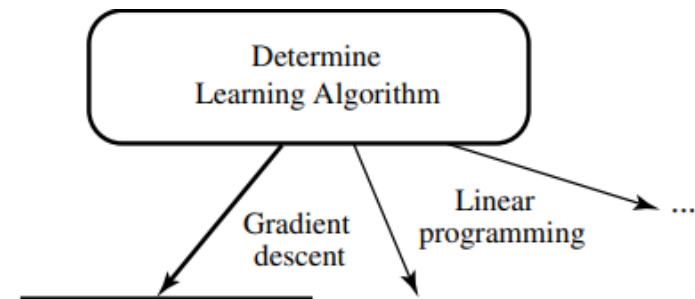 Determine
Learning Algorithm
Gradient
descent
Linear
programming
...